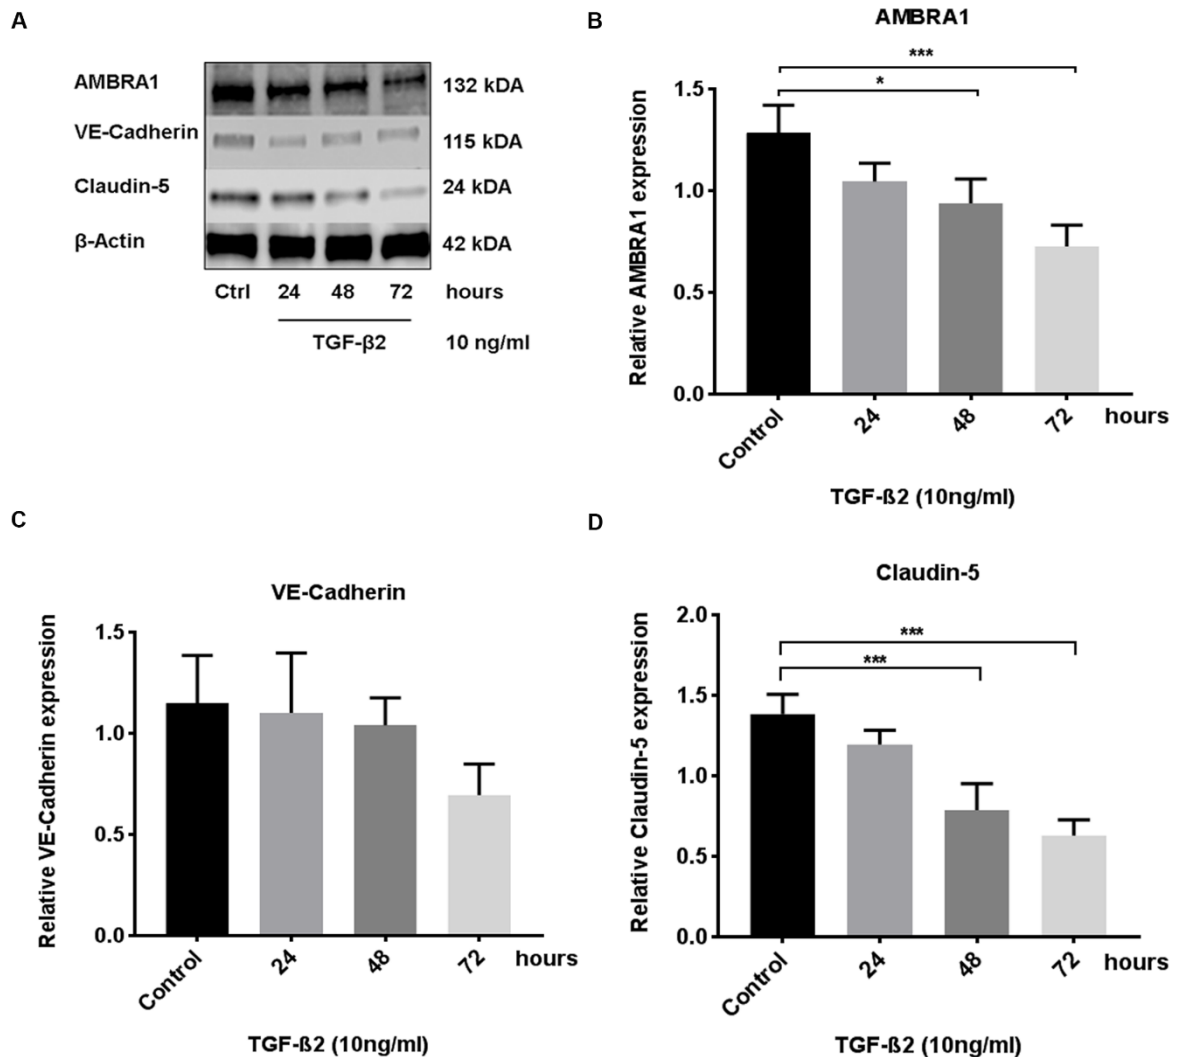 A
AMBRA1 132 kDA
VE-Cadherin 115 kDA
Claudin-5 24 kDA
β-Actin 42 kDA
Ctrl 24 48 72 hours
TGF-β2 10 ng/ml
B
AMBRA1
***
*
Relative AMBRA1 expression
1.5
1.0
0.5
0.0
Control 24 48 72 hours
TGF-ß2 (10ng/ml)
C
VE-Cadherin
Relative VE-Cadherin expression
1.5
1.0
0.5
0.0
Control 24 48 72 hours
TGF-ß2 (10ng/ml)
D
Claudin-5
***
***
Relative Claudin-5 expression
2.0
1.5
1.0
0.5
0.0
Control 24 48 72 hours
TGF-ß2 (10ng/ml)